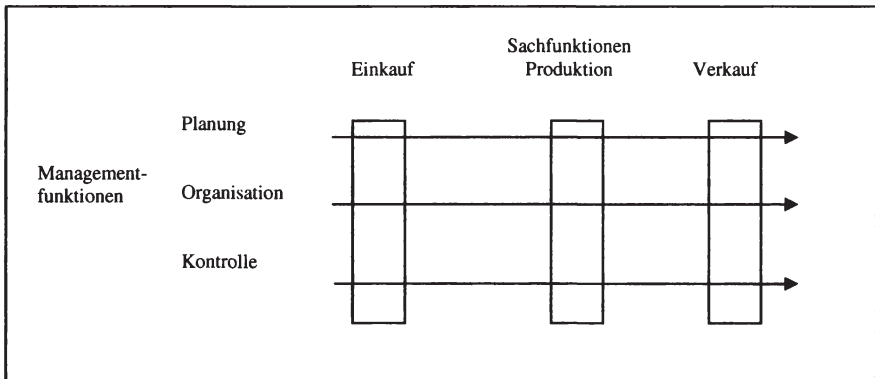 Sachfunktionen
Einkauf Produktion Verkauf
Planung
Management-
funktionen
Organisation
Kontrolle